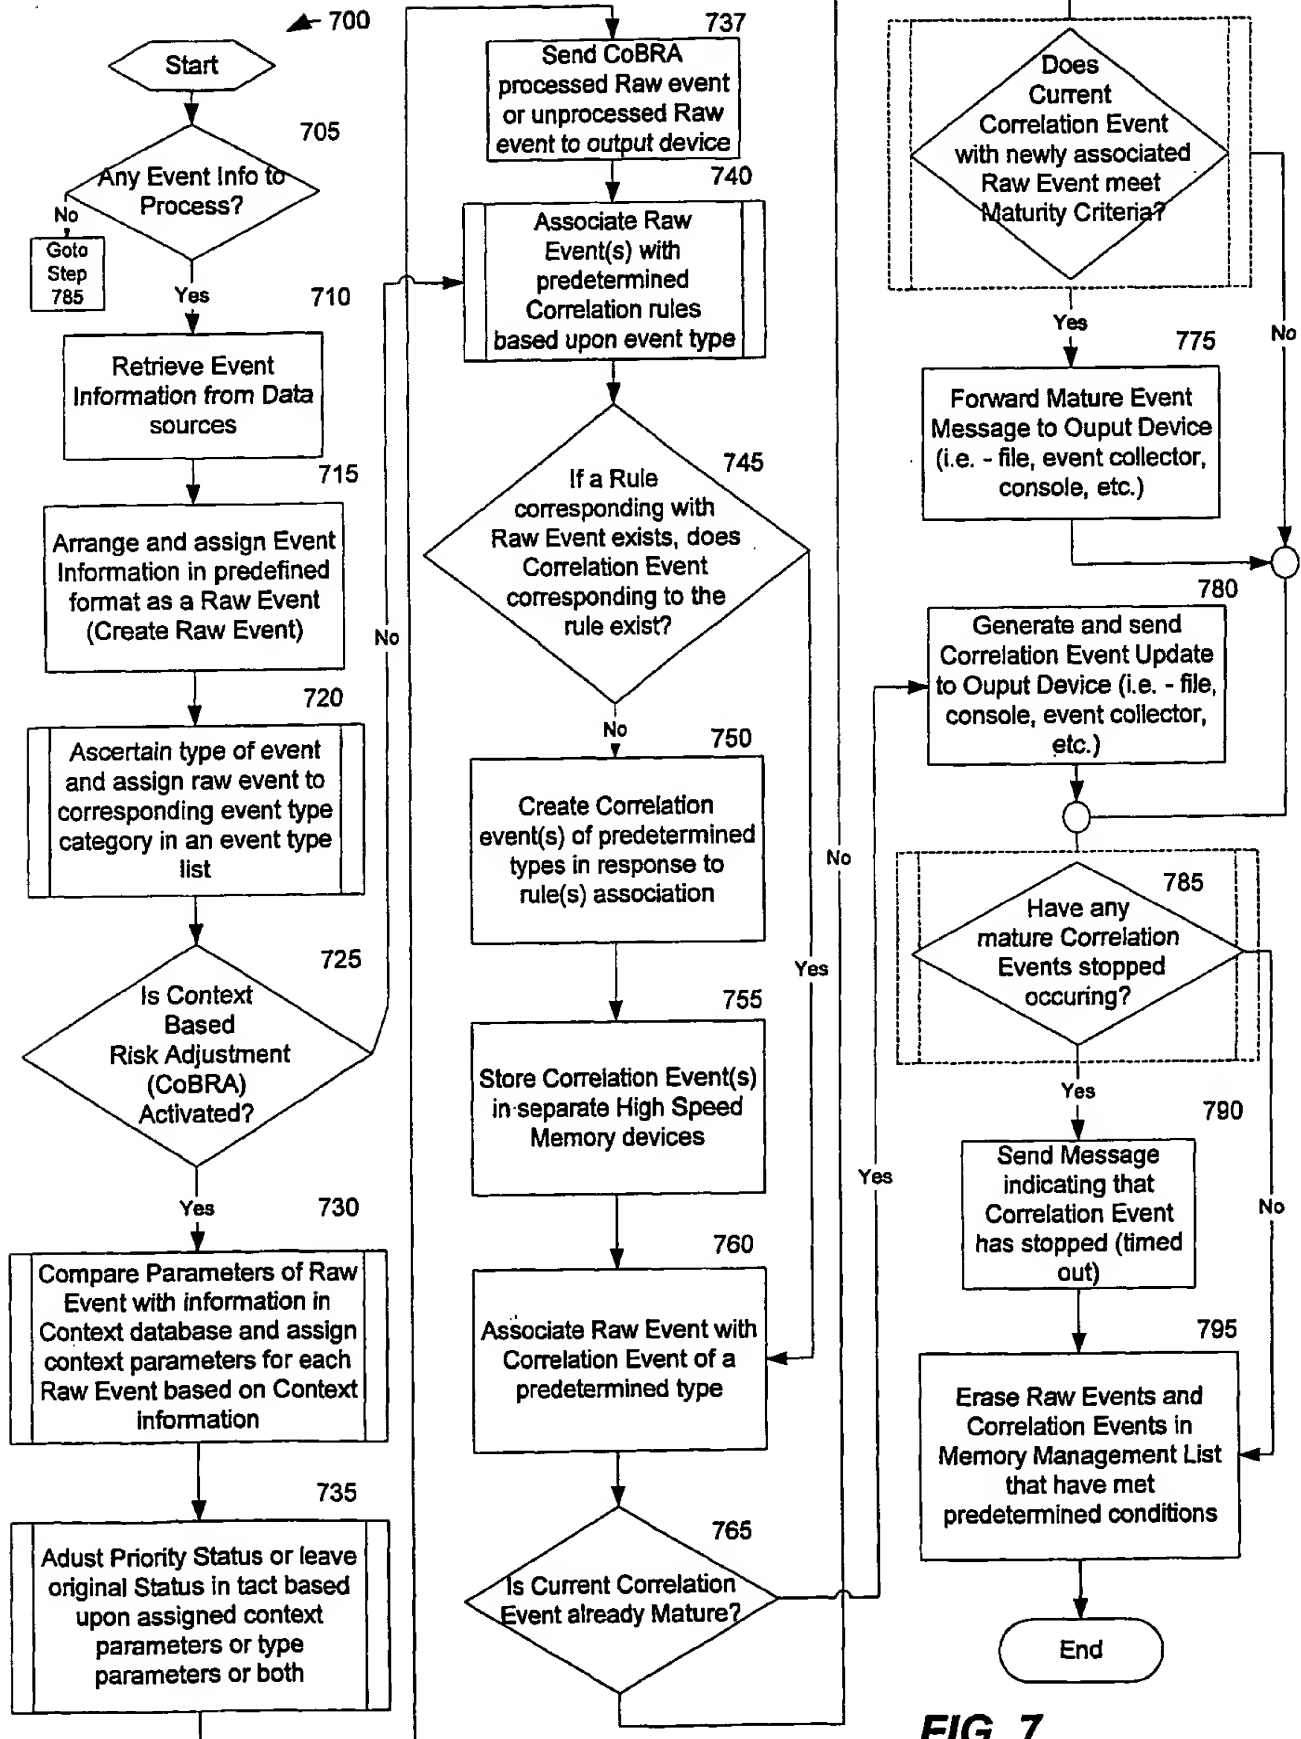 700
Start
705
Any Event Info to
Process?
No
Goto
Step
785
Yes
710
Retrieve Event
Information from Data
sources
715
Arrange and assign Event
Information in predefined
format as a Raw Event
(Create Raw Event)
720
Ascertain type of event
and assign raw event to
corresponding event type
category in an event type
list
725
Is Context
Based
Risk Adjustment
(CoBRA)
Activated?
No
Yes
730
Compare Parameters of Raw
Event with information in
Context database and assign
context parameters for each
Raw Event based on Context
information
735
Adust Priority Status or leave
original Status in tact based
upon assigned context
parameters or type
parameters or both
737
Send CoBRA
processed Raw event
or unprocessed Raw
event to output device
740
Associate Raw
Event(s) with
predetermined
Correlation rules
based upon event type
745
If a Rule
corresponding with
Raw Event exists, does
Correlation Event
corresponding to the
rule exist?
No
750
Create Correlation
event(s) of predetermined
types in response to
rule(s) association
Yes
755
Store Correlation Event(s)
in separate High Speed
Memory devices
760
Associate Raw Event with
Correlation Event of a
predetermined type
765
Is Current Correlation
Event already Mature?
No
Yes
Does
Current
Correlation Event
with newly associated
Raw Event meet
Maturity Criteria?
Yes
No
775
Forward Mature Event
Message to Ouput Device
(i.e. - file, event collector,
console, etc.)
780
Generate and send
Correlation Event Update
to Ouput Device (i.e. - file,
console, event collector,
etc.)
785
Have any
mature Correlation
Events stopped
occuring?
Yes
No
790
Send Message
indicating that
Correlation Event
has stopped (timed
out)
795
Erase Raw Events and
Correlation Events in
Memory Management List
that have met
predetermined conditions
End
FIG. 7